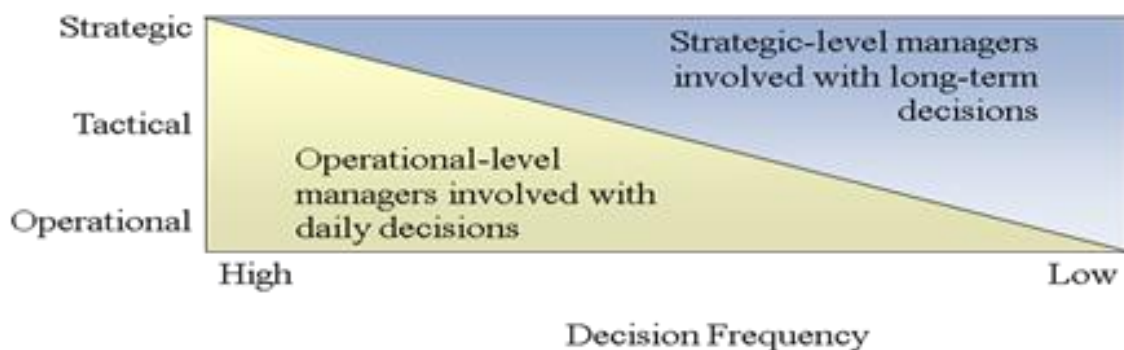 Strategic
Tactical
Operational
Strategic-level managers
involved with long-term
decisions
Operational-level
managers involved with
daily decisions
High
Low
Decision Frequency